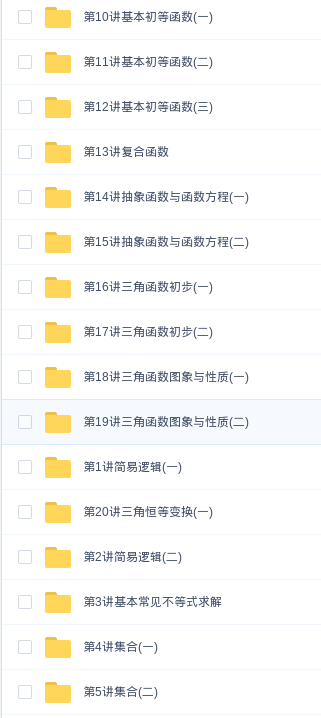 第10讲基本初等函数(一)
第11讲基本初等函数(二)
第12讲基本初等函数(三)
第13讲复合函数
第14讲抽象函数与函数方程(一)
第15讲抽象函数与函数方程(二)
第16讲三角函数初步(一)
第17讲三角函数初步(二)
第18讲三角函数图象与性质(一)
第19讲三角函数图象与性质(二)
第1讲简易逻辑(一)
第20讲三角恒等变换(一)
第2讲简易逻辑(二)
第3讲基本常见不等式求解
第4讲集合(一)
第5讲集合(二)